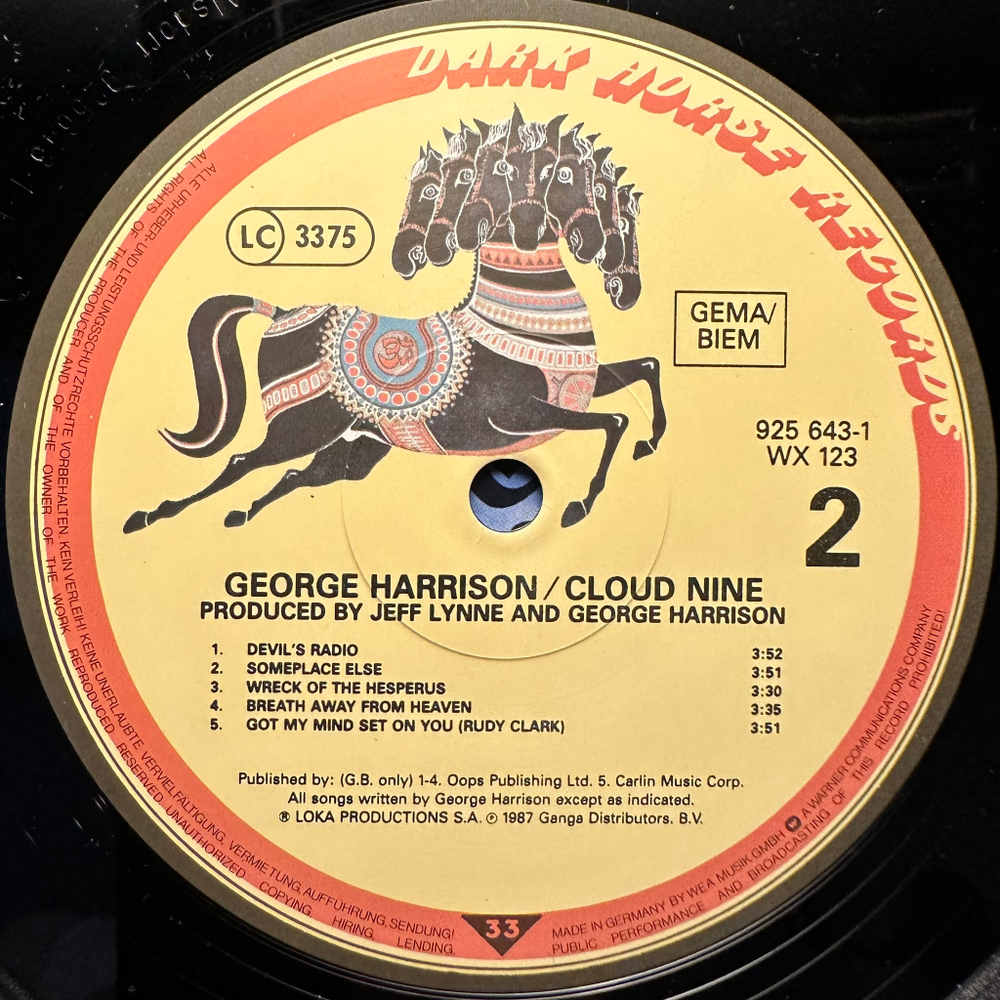 DARK HORSE RECORDS
LC 3375
GEMA/
BIEM
925 643-1
WX 123
2
GEORGE HARRISON / CLOUD NINE
PRODUCED BY JEFF LYNNE AND GEORGE HARRISON
1. DEVIL'S RADIO 3:52
2. SOMEPLACE ELSE 3:51
3. WRECK OF THE HESPERUS 3:30
4. BREATH AWAY FROM HEAVEN 3:35
5. GOT MY MIND SET ON YOU (RUDY CLARK) 3:51
Published by: (G.B. only) 1-4. Oops Publishing Ltd. 5. Carlin Music Corp.
All songs written by George Harrison except as indicated.
® LOKA PRODUCTIONS S.A. ℗ 1987 Ganga Distributors. B.V.
33
ALLE URHEBER- UND LEISTUNGSSCHUTZRECHTE VORBEHALTEN. KEIN VERLEIH! KEINE UNERLAUBTE VERVIELFÄLTIGUNG, VERMIETUNG, AUFFÜHRUNG, SENDUNG!
ALL RIGHTS OF THE PRODUCER AND OF THE OWNER OF THE WORK REPRODUCED RESERVED. UNAUTHORIZED COPYING, HIRING, LENDING,
MADE IN GERMANY BY WEA MUSIK GMBH A WARNER COMMUNICATIONS COMPANY
PUBLIC PERFORMANCE AND BROADCASTING OF THIS RECORD PROHIBITED!